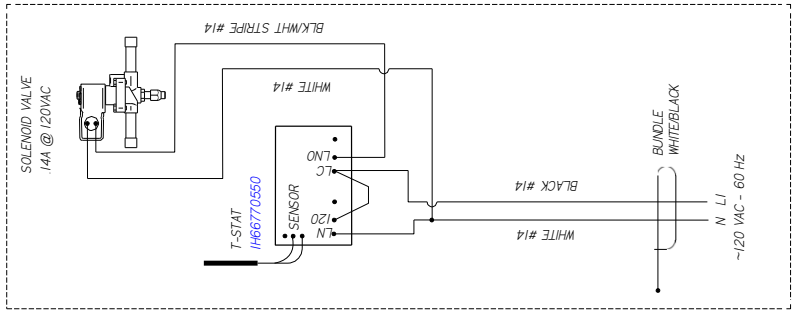 BLK/WHT STRIPE #14
WHITE #14
SOLENOID VALVE
.14A @ 120VAC
LNO
LC
120
LN
SENSOR
T-STAT
IH66770550
BLACK #14
WHITE #14
BUNDLE
WHITE/BLACK
L1
N
~120 VAC - 60 Hz